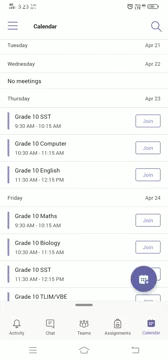 3:23
Calendar
Tuesday Apr 21
Wednesday Apr 22
No meetings
Thursday Apr 23
Grade 10 SST
9:30 AM - 10:15 AM
Join
Grade 10 Computer
10:30 AM - 11:15 AM
Join
Grade 10 English
11:30 AM - 12:15 PM
Join
Friday Apr 24
Grade 10 Maths
9:30 AM - 10:15 AM
Join
Grade 10 Biology
10:30 AM - 11:15 AM
Join
Grade 10 SST
11:30 AM - 12:15 PM
Grade 10 TLIM/VBE
Activity Chat Teams Assignments Calendar